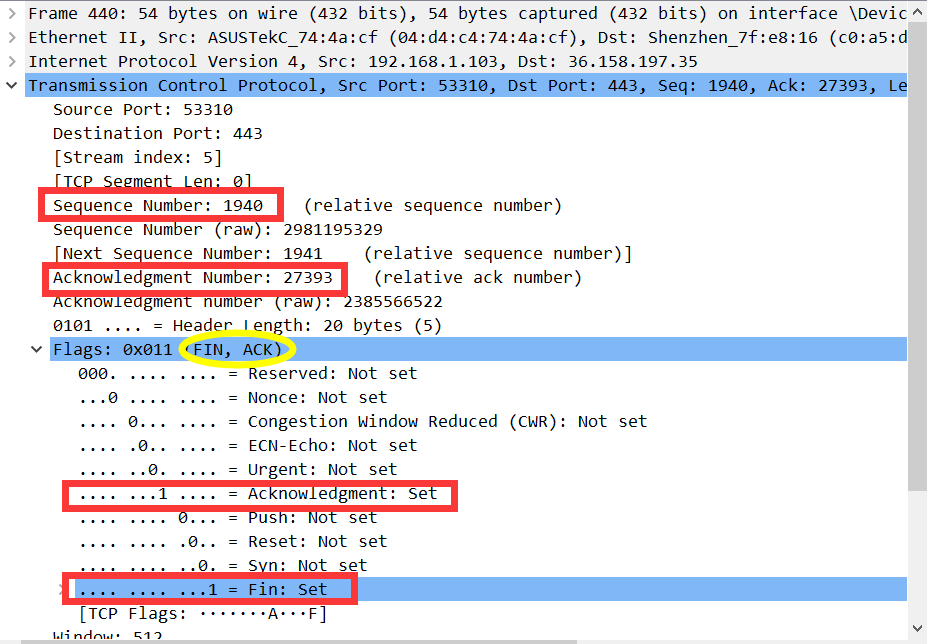 Frame 440: 54 bytes on wire (432 bits), 54 bytes captured (432 bits) on interface \Devic
Ethernet II, Src: ASUSTekC_74:4a:cf (04:d4:c4:74:4a:cf), Dst: Shenzhen_7f:e8:16 (c0:a5:d
Internet Protocol Version 4, Src: 192.168.1.103, Dst: 36.158.197.35
Transmission Control Protocol, Src Port: 53310, Dst Port: 443, Seq: 1940, Ack: 27393, Le
Source Port: 53310
Destination Port: 443
[Stream index: 5]
[TCP Segment Len: 0]
Sequence Number: 1940    (relative sequence number)
Sequence Number (raw): 2981195329
[Next Sequence Number: 1941    (relative sequence number)]
Acknowledgment Number: 27393    (relative ack number)
Acknowledgment number (raw): 2385566522
0101 .... = Header Length: 20 bytes (5)
Flags: 0x011 (FIN, ACK)
000. .... .... = Reserved: Not set
...0 .... .... = Nonce: Not set
.... 0... .... = Congestion Window Reduced (CWR): Not set
.... .0.. .... = ECN-Echo: Not set
.... ..0. .... = Urgent: Not set
.... ...1 .... = Acknowledgment: Set
.... .... 0... = Push: Not set
.... .... .0.. = Reset: Not set
.... .... ..0. = Syn: Not set
.... .... ...1 = Fin: Set
[TCP Flags: ·······A···F]
Window: 512